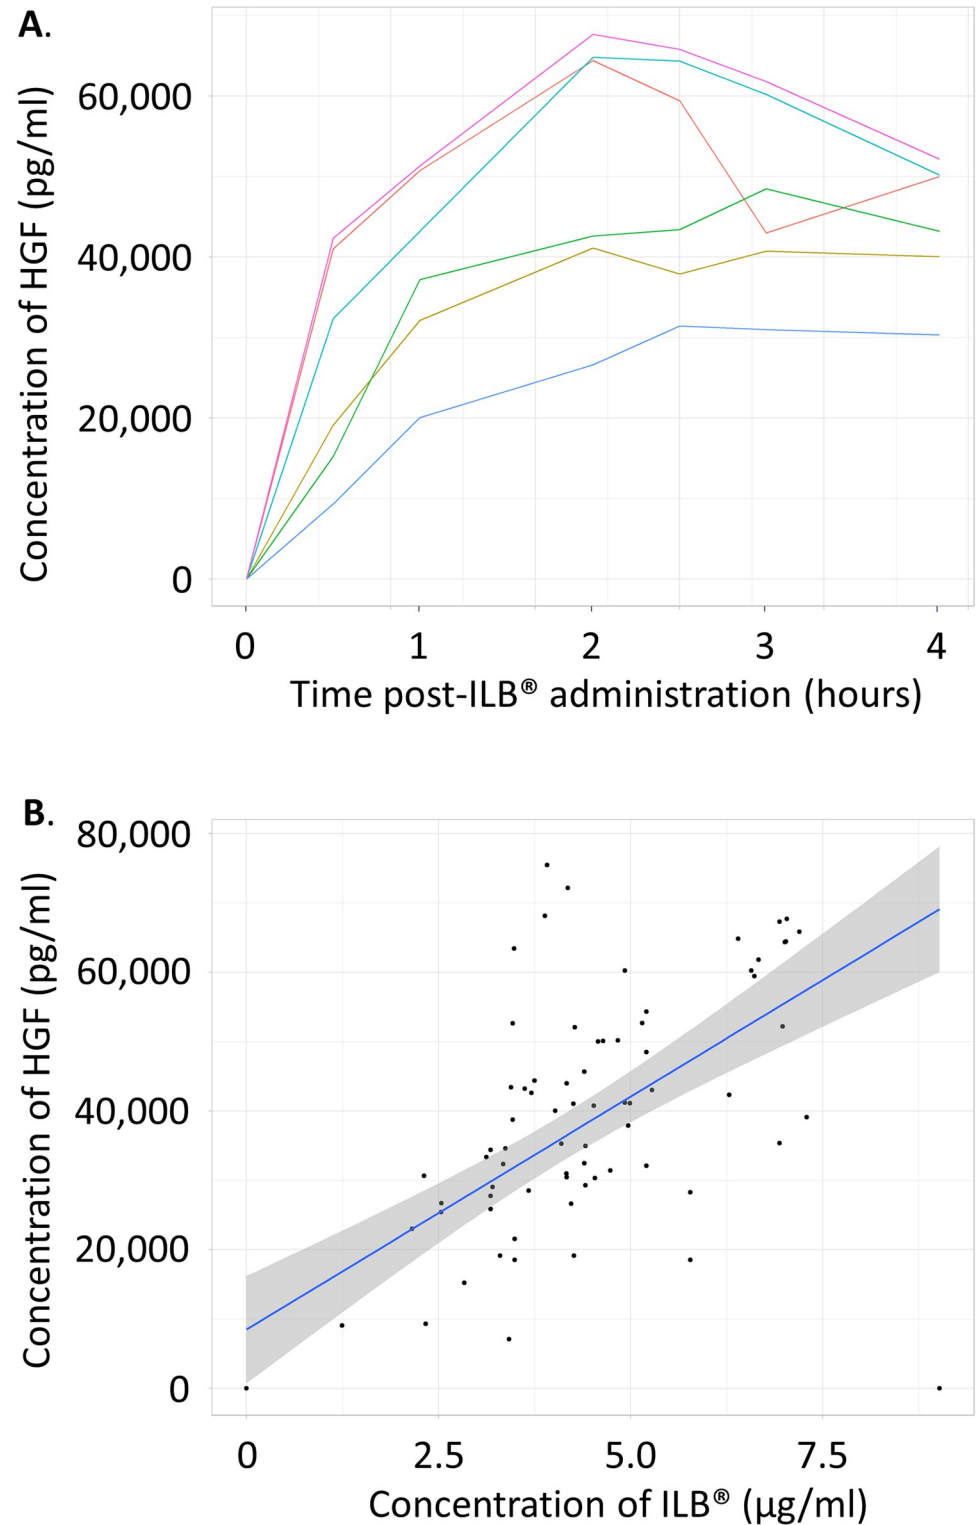 A.
Concentration of HGF (pg/ml)
60,000
40,000
20,000
0
0 1 2 3 4
Time post-ILB® administration (hours)
B.
Concentration of HGF (pg/ml)
80,000
60,000
40,000
20,000
0
0 2.5 5.0 7.5
Concentration of ILB® (μg/ml)